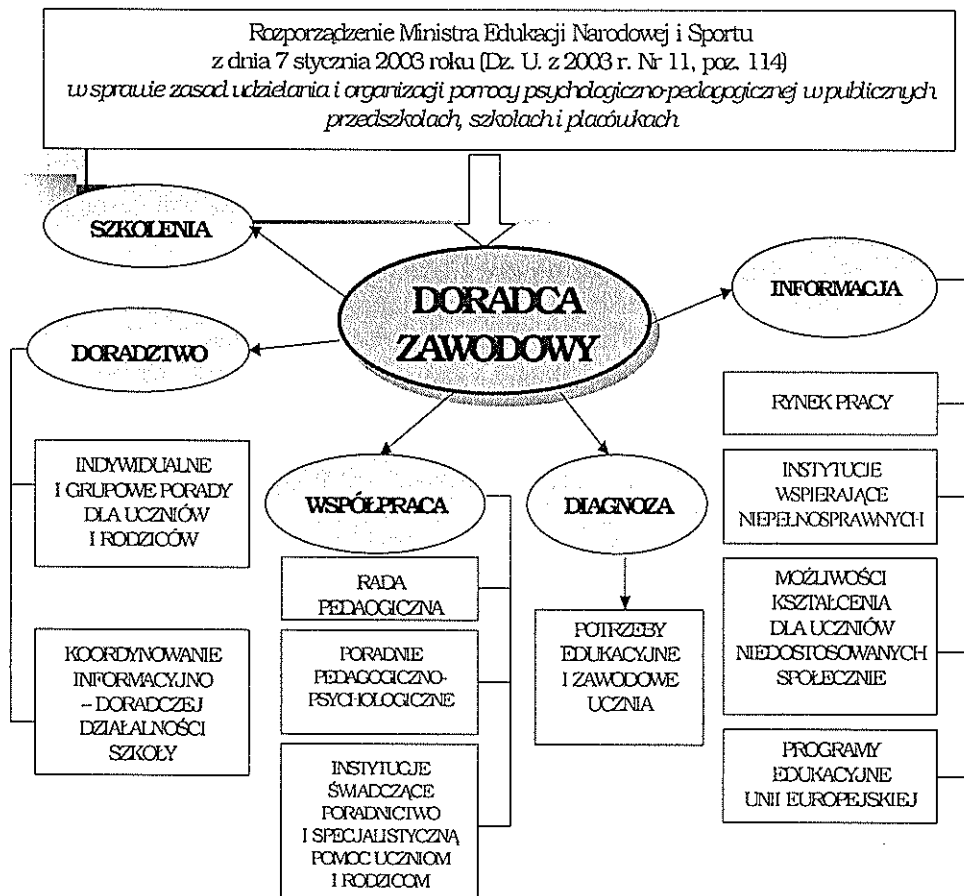 Rozporządzenie Ministra Edukacji Narodowej i Sportu
z dnia 7 stycznia 2003 roku (Dz. U. z 2003 r. Nr 11, poz. 114)
w sprawie zasad udzielania i organizacji pomocy psychologiczno-pedagogicznej w publicznych
przedszkolach, szkołach i placówkach
SZKOLENIA
DORADCA
ZAWODOWY
INFORMACJA
DORADZTWO
WSPÓŁPRACA
DIAGNOZA
INDYWIDUALNE
I GRUPOWE PORADY
DLA UCZNIÓW
I RODZICÓW
KOORDYNOWANIE
INFORMACYJNO
– DORADCZEJ
DZIAŁALNOŚCI
SZKOŁY
RADA
PEDAOGICZNA
PORADNIE
PEDAGOGICZNO-
PSYCHOLOGICZNE
INSTYTUCJE
ŚWIADCZĄCE
PORADNICTWO
I SPECJALISTYCZNĄ
POMOC UCZNIOM
I RODZICOM
POTRZEBY
EDUKACYJNE
I ZAWODOWE
UCZNIA
RYNEK PRACY
INSTYTUCJE
WSPIERAJĄCE
NIEPEŁNOSPRAWNYCH
MOŻLIWOŚCI
KSZTAŁCENIA
DLA UCZNIÓW
NIEDOSTOSOWANYCH
SPOŁECZNIE
PROGRAMY
EDUKACYJNE
UNII EUROPEJSKIEJ